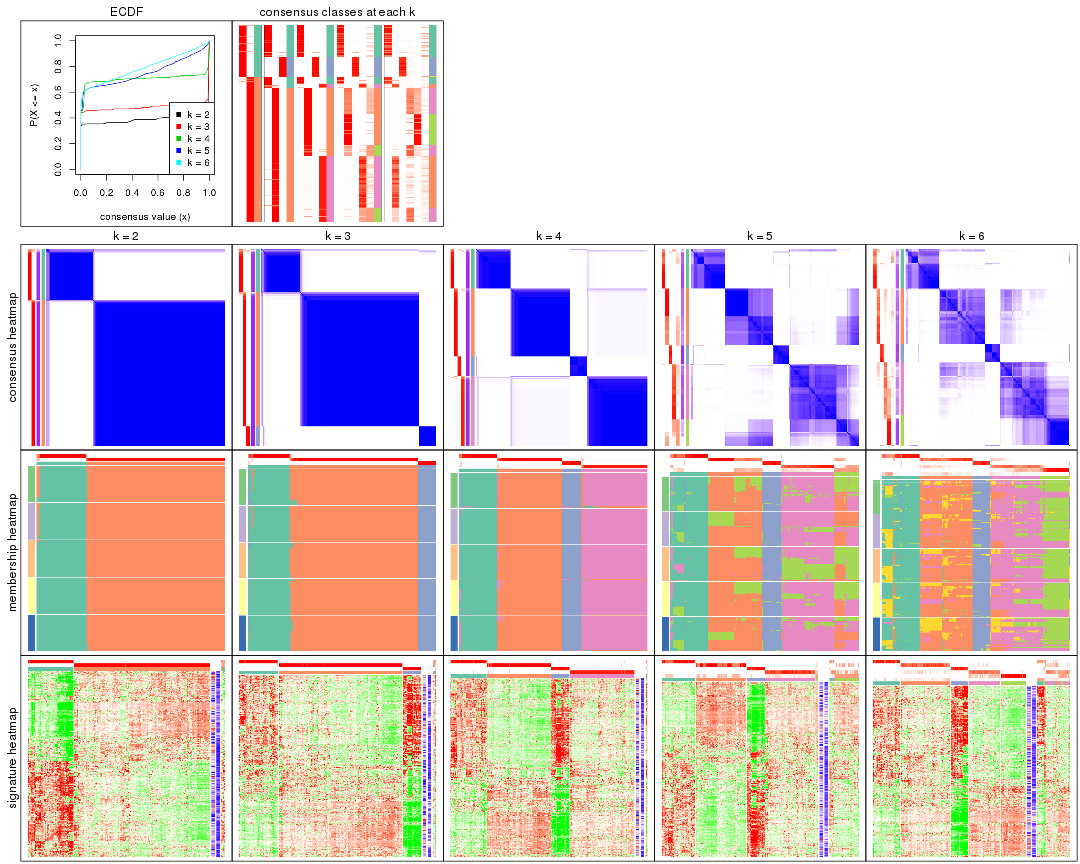 ECDF
consensus classes at each k
P(X <= x)
0.0
0.2
0.4
0.6
0.8
1.0
k = 2
k = 3
k = 4
k = 5
k = 6
0.0 0.2 0.4 0.6 0.8 1.0
consensus value (x)
k = 2
k = 3
k = 4
k = 5
k = 6
consensus heatmap
membership heatmap
signature heatmap